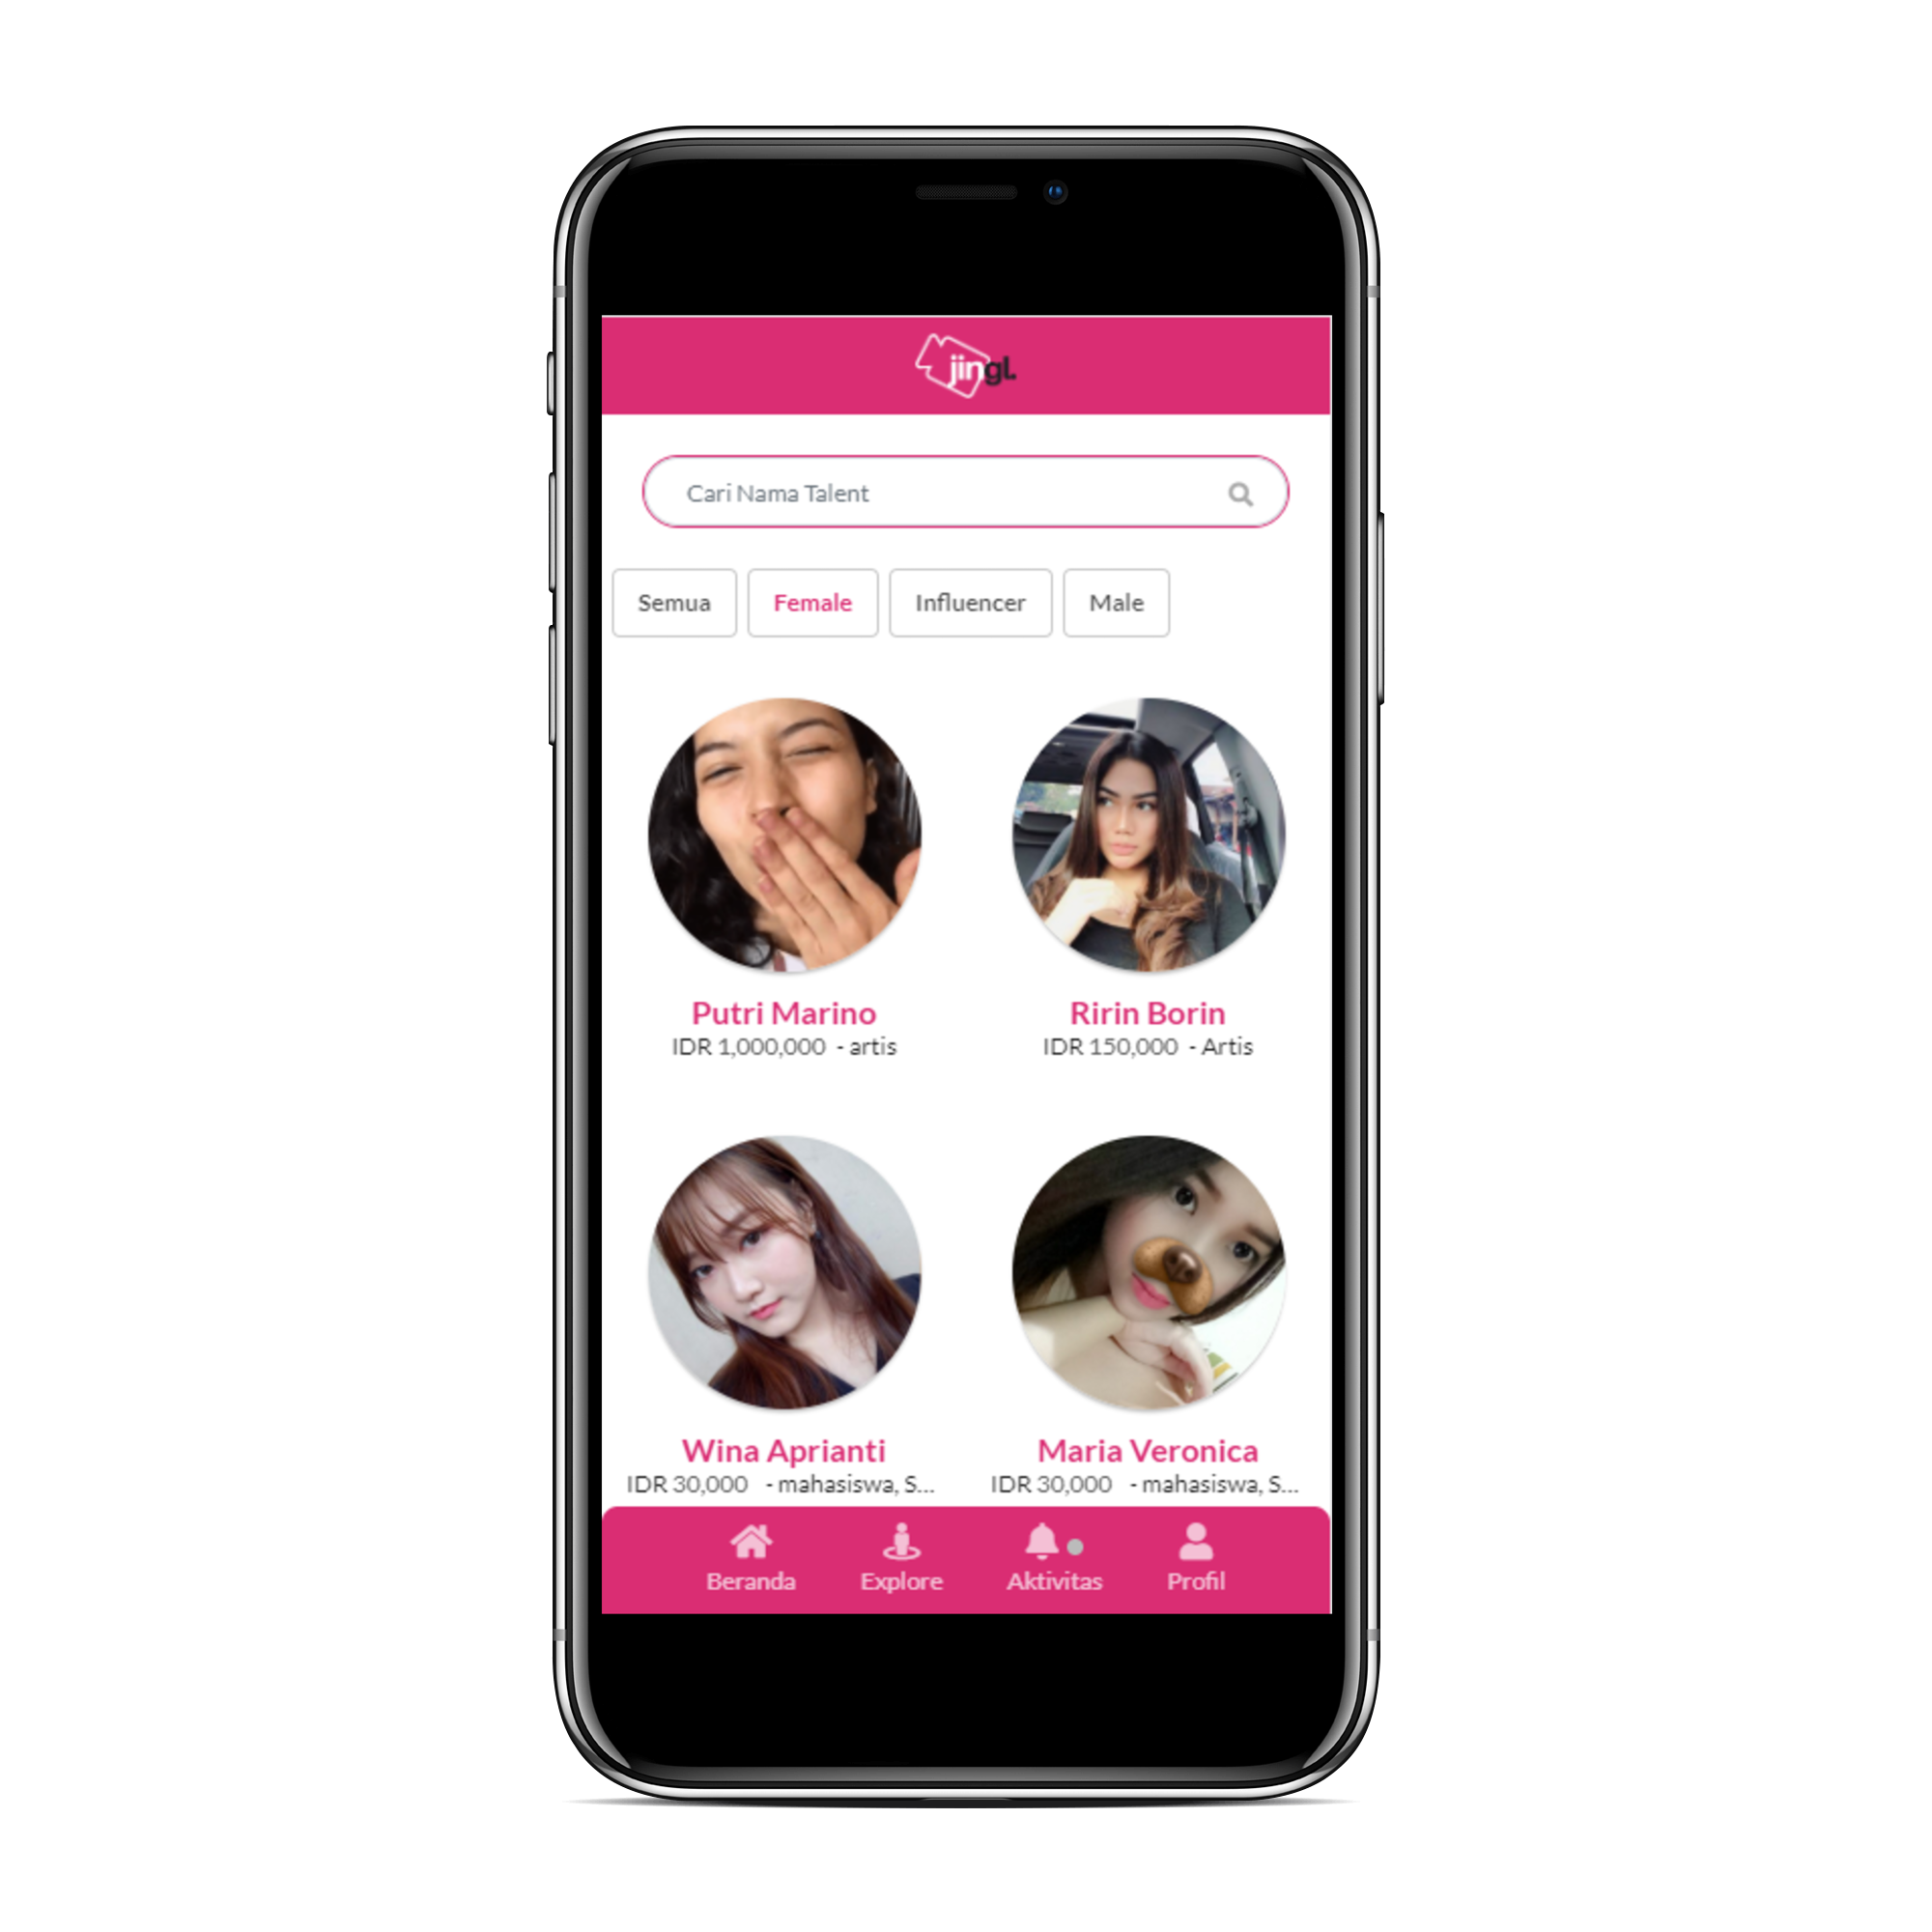 jingl.
Cari Nama Talent
Semua Female Influencer Male
Putri Marino Ririn Borin
IDR 1,000,000 - artis IDR 150,000 - Artis
Wina Aprianti Maria Veronica
IDR 30,000 - mahasiswa, S... IDR 30,000 - mahasiswa, S...
Beranda Explore Aktivitas Profil